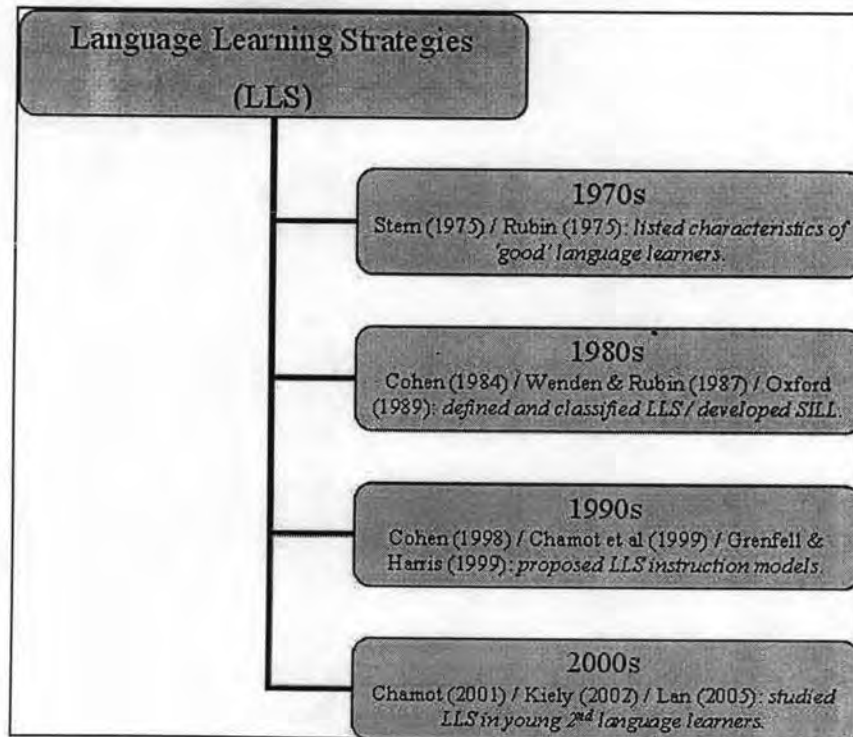 Language Learning Strategies
(LLS)
1970s
Stern (1975) / Rubin (1975): listed characteristics of
'good' language learners.
1980s
Cohen (1984) / Wenden & Rubin (1987) / Oxford
(1989): defined and classified LLS / developed SILL.
1990s
Cohen (1998) / Chamot et al (1999) / Grenfell &
Harris (1999): proposed LLS instruction models.
2000s
Chamot (2001) / Kiely (2002) / Lan (2005): studied
LLS in young 2nd language learners.